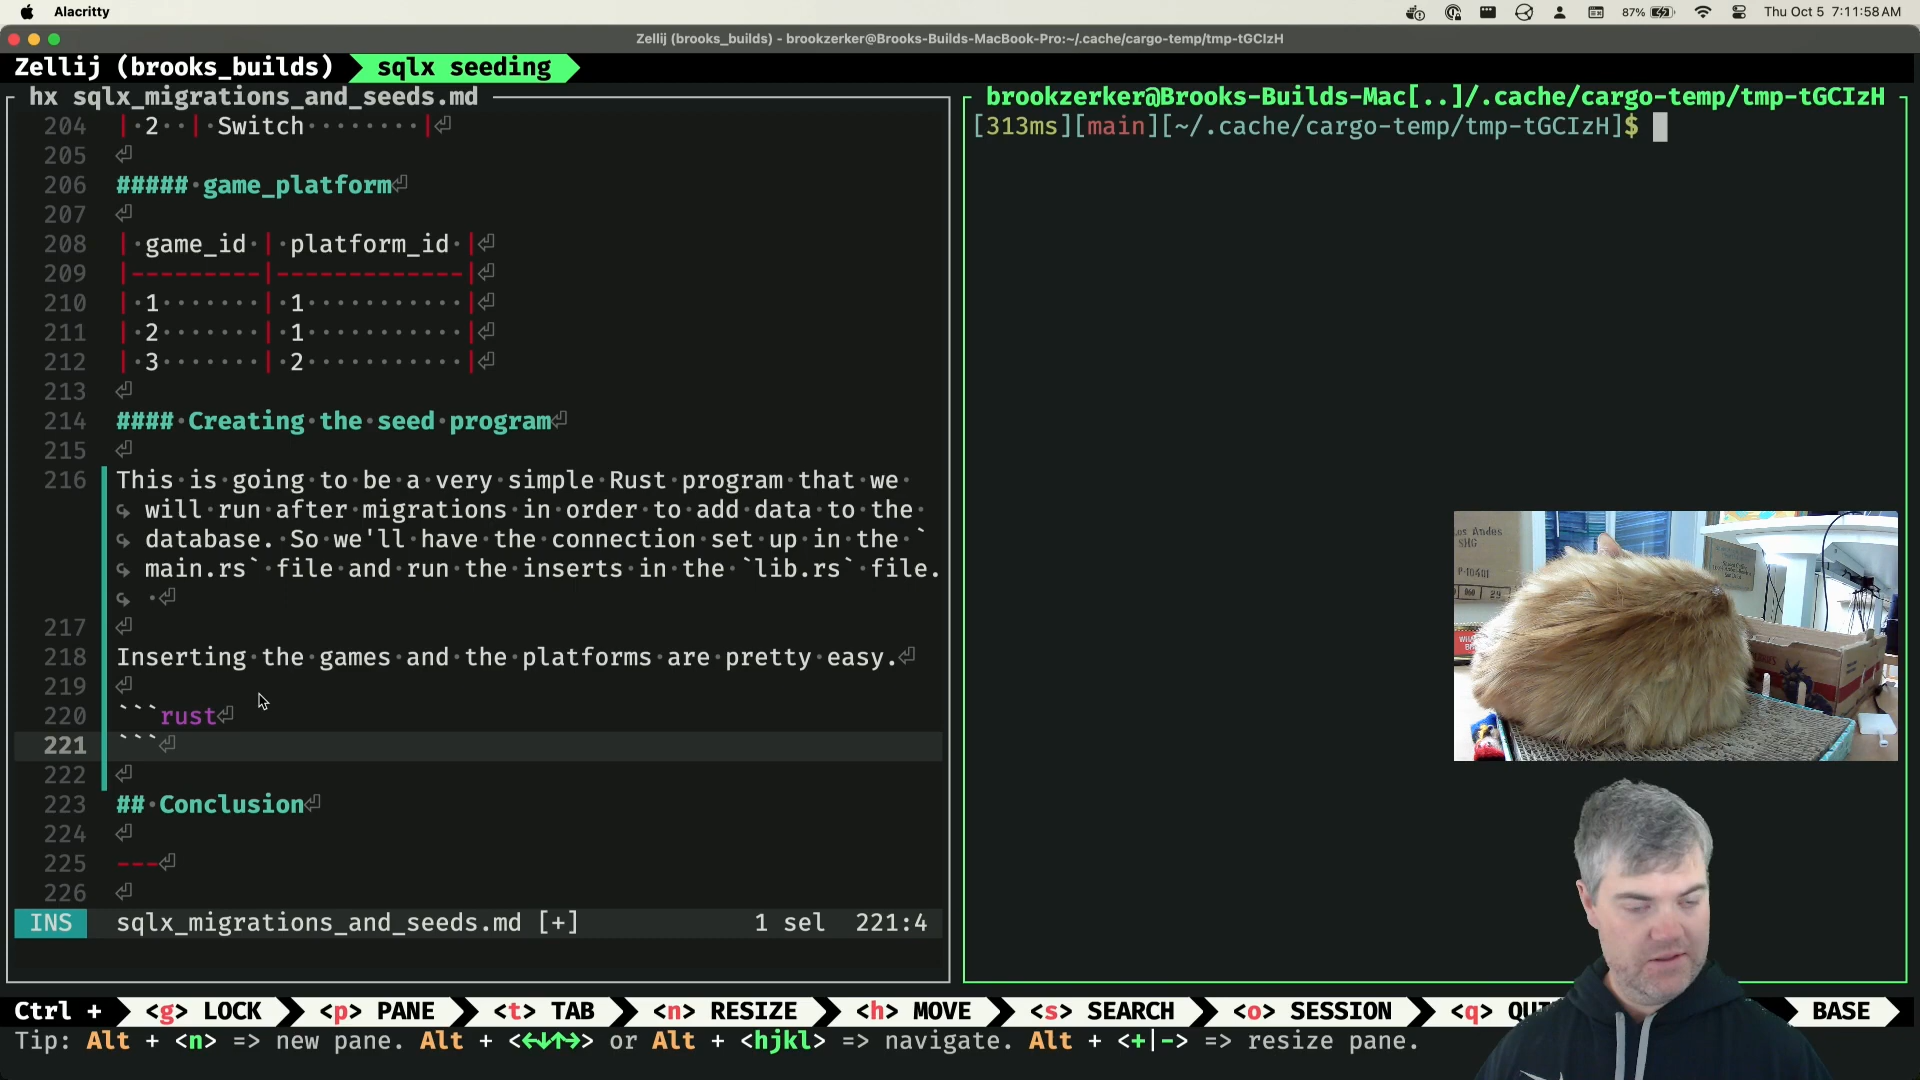 Alacritty
87%
Thu Oct 5 7:11:58 AM
Zellij (brooks_builds) - brookzerker@Brooks-Builds-MacBook-Pro:~/.cache/cargo-temp/tmp-tGCIzH
Zellij (brooks_builds) sqlx seeding
hx sqlx_migrations_and_seeds.md
204 | 2 | Switch |
205
206 ##### game_platform
207
208 | game_id | platform_id |
209 |---------|-------------|
210 | 1 | 1 |
211 | 2 | 1 |
212 | 3 | 2 |
213
214 #### Creating the seed program
215
216 This is going to be a very simple Rust program that we
will run after migrations in order to add data to the
database. So we'll have the connection set up in the `
main.rs` file and run the inserts in the `lib.rs` file.
217
218 Inserting the games and the platforms are pretty easy.
219
220 ```rust
221 ```
222
223 ## Conclusion
224
225 ---
226
INS sqlx_migrations_and_seeds.md [+] 1 sel 221:4
brookzerker@Brooks-Builds-Mac[..]/.cache/cargo-temp/tmp-tGCIzH
[313ms][main][~/.cache/cargo-temp/tmp-tGCIzH]$
Los Andes
SHG
P-10401
Ctrl + <g> LOCK <p> PANE <t> TAB <n> RESIZE <h> MOVE <s> SEARCH <o> SESSION <q> QU BASE
Tip: Alt + <n> => new pane. Alt + <←↓↑→> or Alt + <hjkl> => navigate. Alt + <+|-> => resize pane.